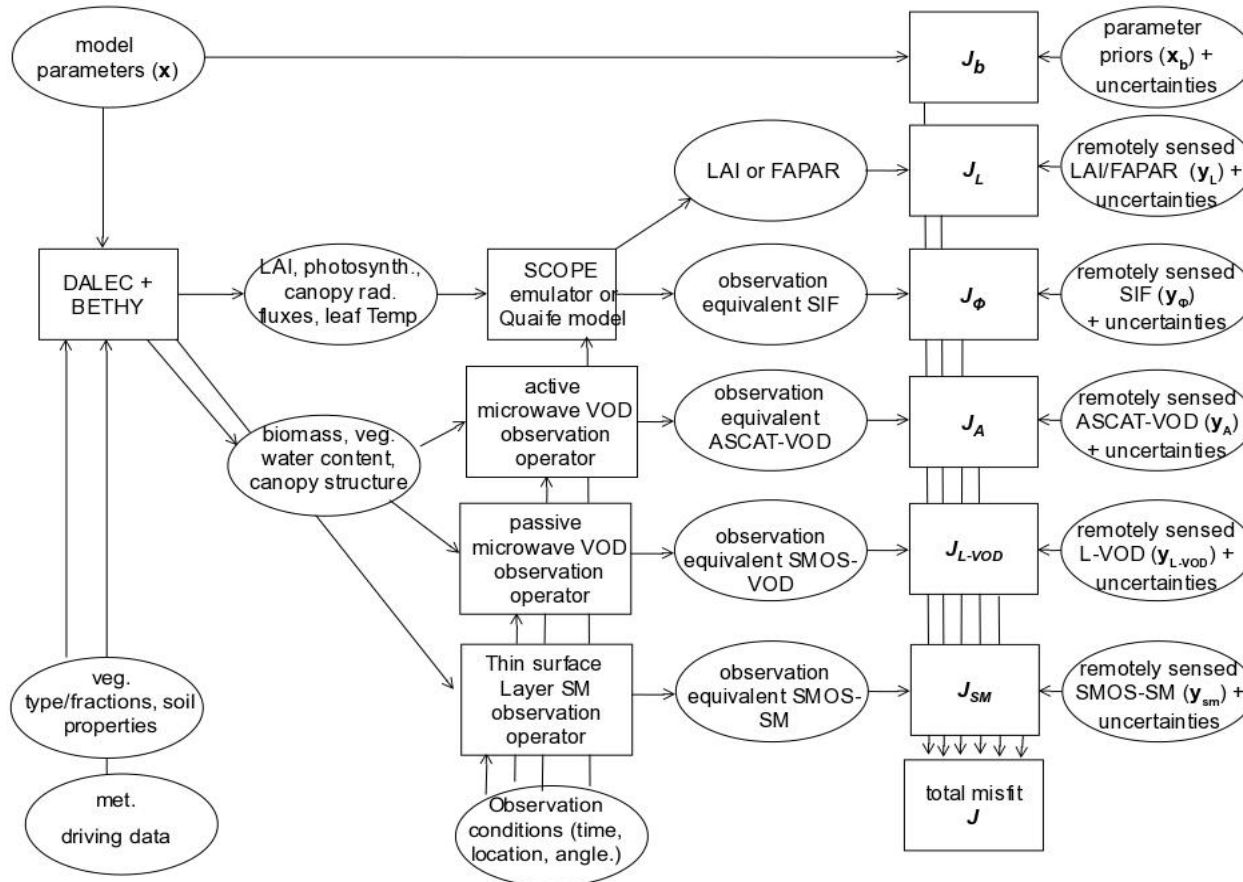 model
parameters (x)
J_b
parameter
priors (x_b) +
uncertainties
LAI or FAPAR
J_L
remotely sensed
LAI/FAPAR (y_L) +
uncertainties
DALEC +
BETHY
LAI, photosynth.,
canopy rad.
fluxes, leaf Temp
SCOPE
emulator or
Quaife model
observation
equivalent SIF
J_Φ
remotely sensed
SIF (y_Φ)
+ uncertainties
active
microwave VOD
observation
operator
observation
equivalent
ASCAT-VOD
J_A
remotely sensed
ASCAT-VOD (y_A)
+ uncertainties
biomass, veg.
water content,
canopy structure
passive
microwave VOD
observation
operator
observation
equivalent SMOS-
VOD
J_L-VOD
remotely sensed
L-VOD (y_L-VOD) +
uncertainties
veg.
type/fractions, soil
properties
Thin surface
Layer SM
observation
operator
observation
equivalent SMOS-
SM
J_SM
remotely sensed
SMOS-SM (y_sm) +
uncertainties
met.
driving data
Observation
conditions (time,
location, angle.)
total misfit
J